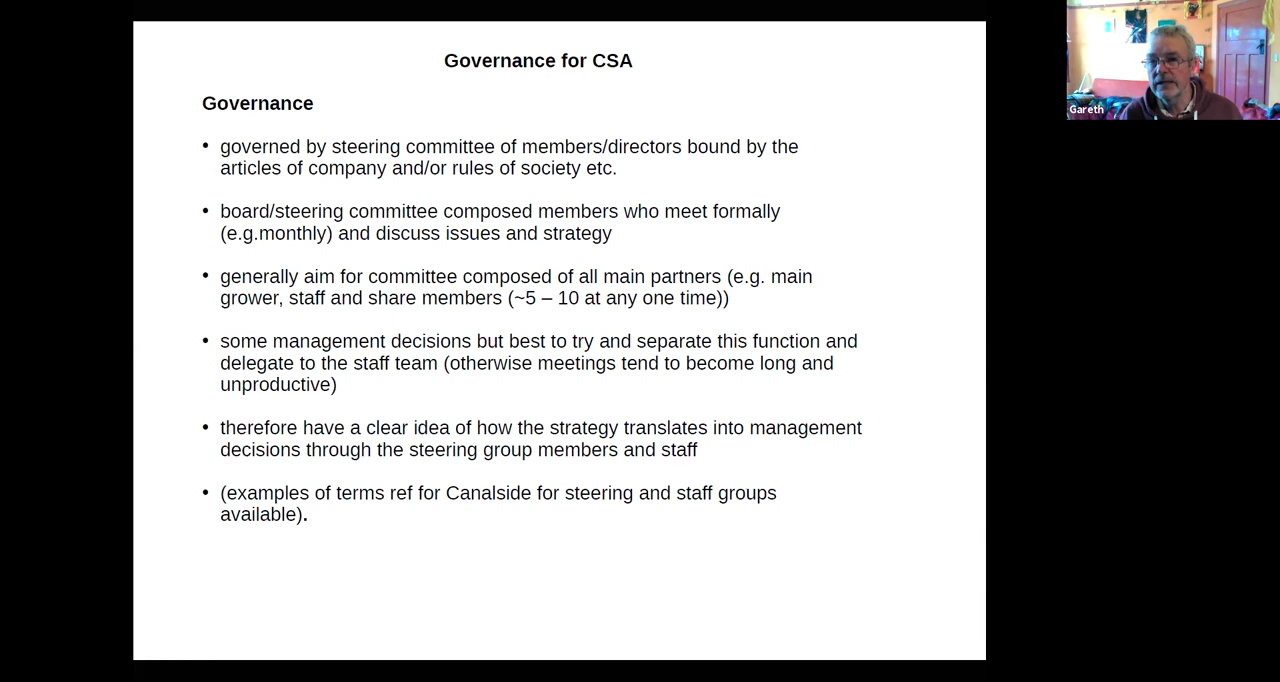 Governance for CSA
Governance
• governed by steering committee of members/directors bound by the
articles of company and/or rules of society etc.
• board/steering committee composed members who meet formally
(e.g.monthly) and discuss issues and strategy
• generally aim for committee composed of all main partners (e.g. main
grower, staff and share members (~5 – 10 at any one time))
• some management decisions but best to try and separate this function and
delegate to the staff team (otherwise meetings tend to become long and
unproductive)
• therefore have a clear idea of how the strategy translates into management
decisions through the steering group members and staff
• (examples of terms ref for Canalside for steering and staff groups
available).
Gareth